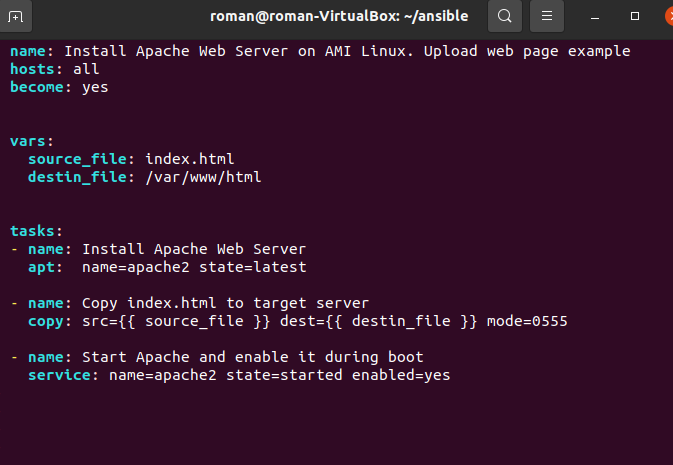 roman@roman-VirtualBox: ~/ansible
name: Install Apache Web Server on AMI Linux. Upload web page example
hosts: all
become: yes
vars:
  source_file: index.html
  destin_file: /var/www/html
tasks:
- name: Install Apache Web Server
  apt:  name=apache2 state=latest
- name: Copy index.html to target server
  copy: src={{ source_file }} dest={{ destin_file }} mode=0555
- name: Start Apache and enable it during boot
  service: name=apache2 state=started enabled=yes